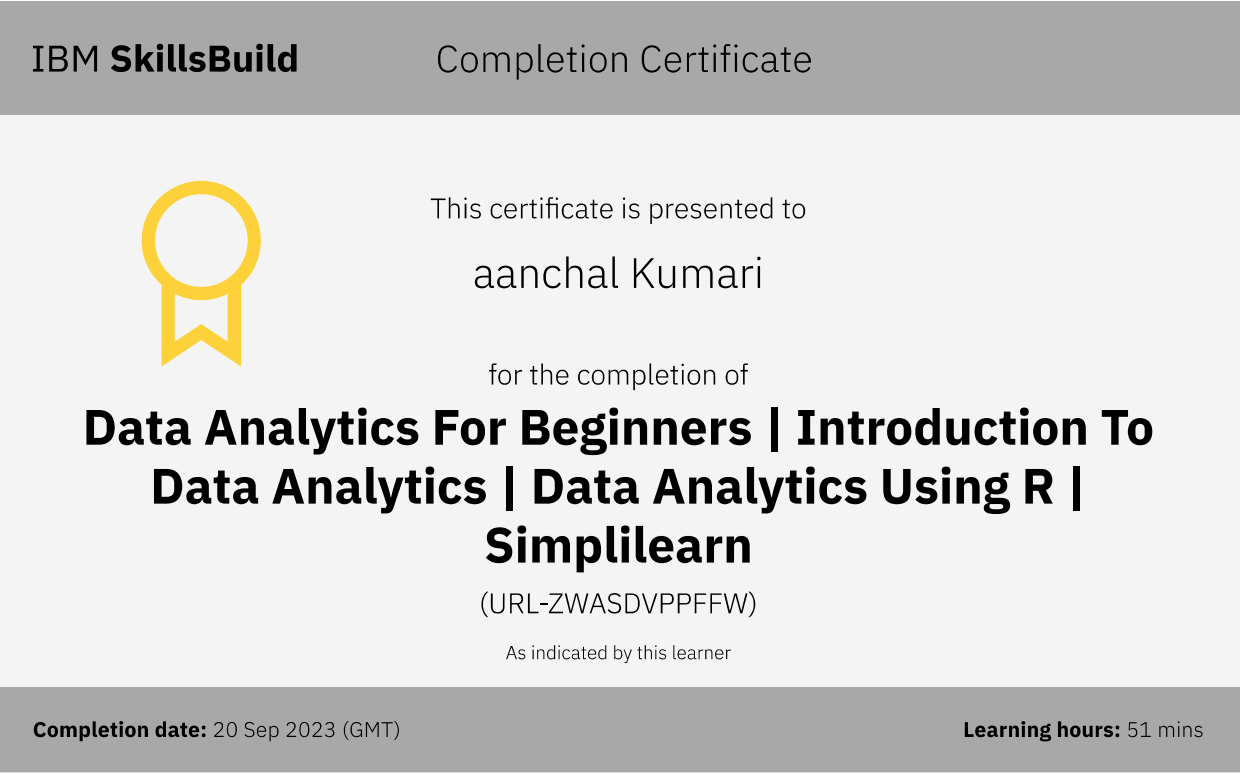 IBM SkillsBuild
Completion Certificate
This certificate is presented to
aanchal Kumari
for the completion of
Data Analytics For Beginners | Introduction To
Data Analytics | Data Analytics Using R |
Simplilearn
(URL-ZWASDVPPFFW)
As indicated by this learner
Completion date: 20 Sep 2023 (GMT)
Learning hours: 51 mins